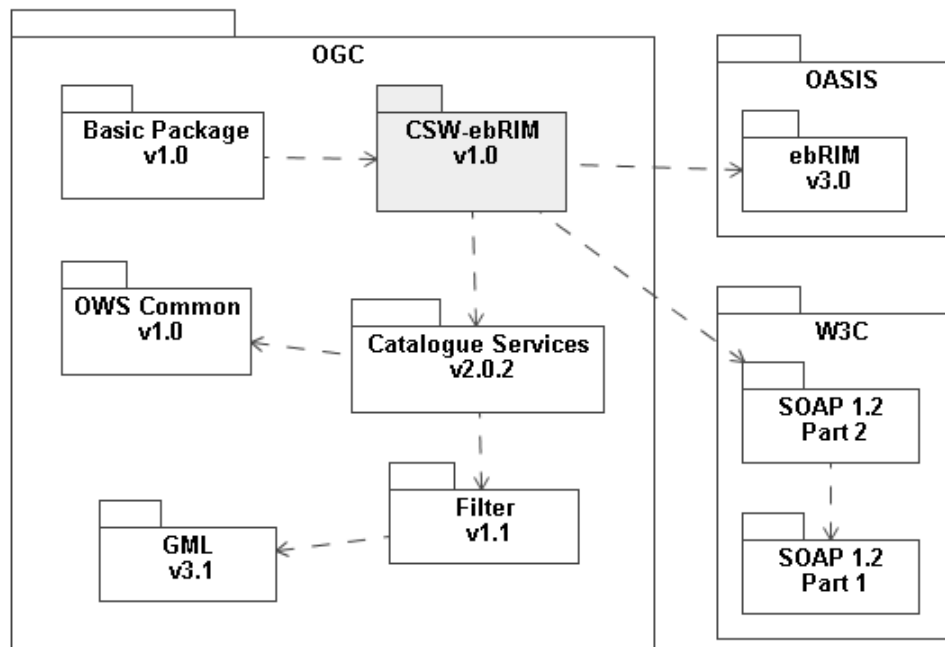 OGC
Basic Package
v1.0
CSW-ebRIM
v1.0
OWS Common
v1.0
Catalogue Services
v2.0.2
Filter
v1.1
GML
v3.1
OASIS
ebRIM
v3.0
W3C
SOAP 1.2
Part 2
SOAP 1.2
Part 1